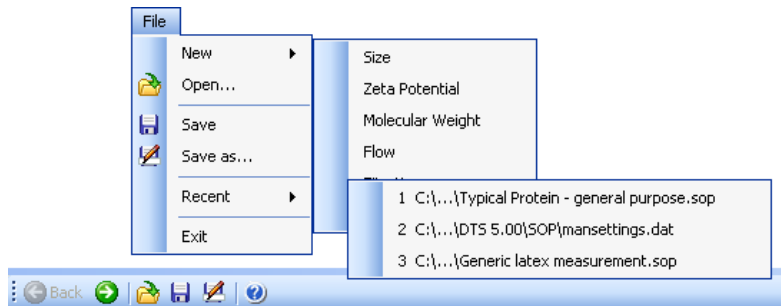 File
New
Open...
Save
Save as...
Recent
Exit
Size
Zeta Potential
Molecular Weight
Flow
1 C:\...\Typical Protein - general purpose.sop
2 C:\...\DTS 5.00\SOP\mansettings.dat
3 C:\...\Generic latex measurement.sop
Back